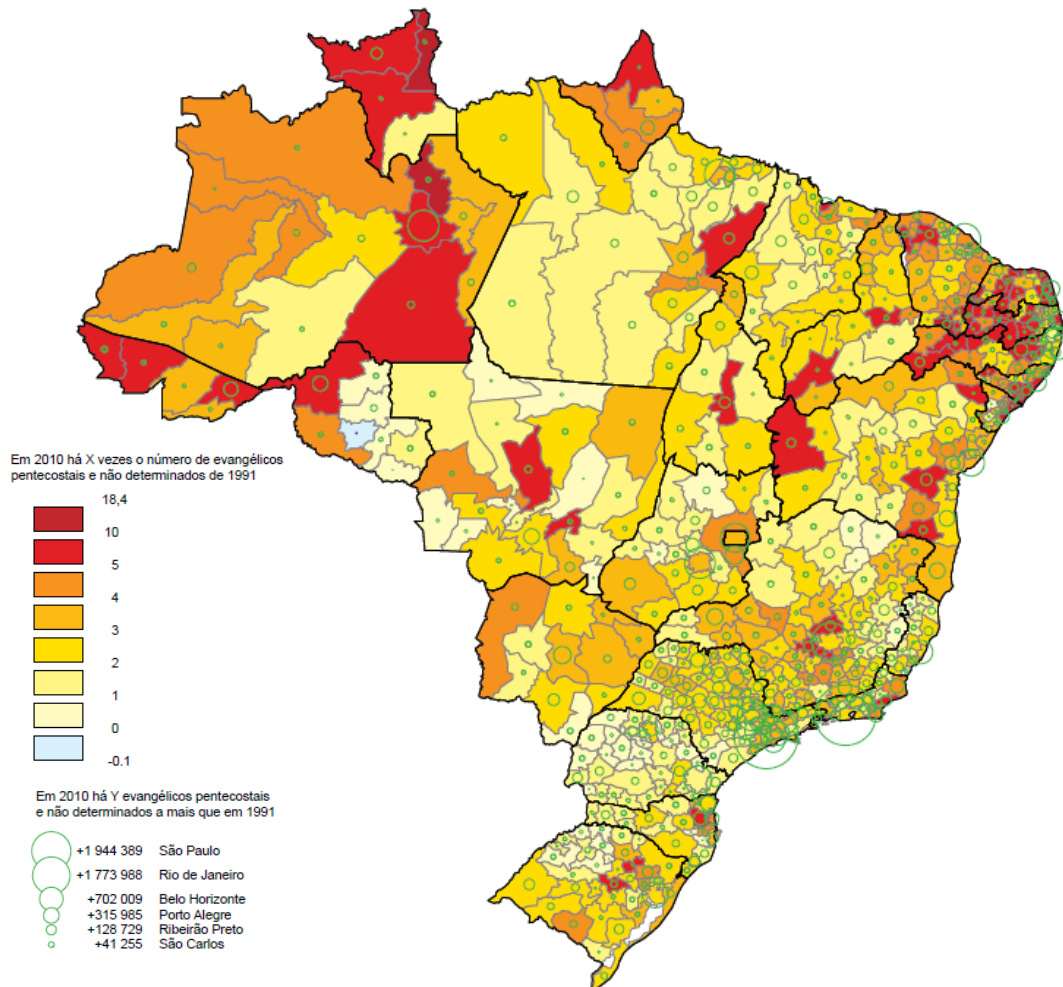 Em 2010 há X vezes o número de evangélicos
pentecostais e não determinados de 1991
18,4
10
5
4
3
2
1
0
-0.1
Em 2010 há Y evangélicos pentecostais
e não determinados a mais que em 1991
+1 944 389 São Paulo
+1 773 988 Rio de Janeiro
+702 009 Belo Horizonte
+315 985 Porto Alegre
+128 729 Ribeirão Preto
+41 255 São Carlos